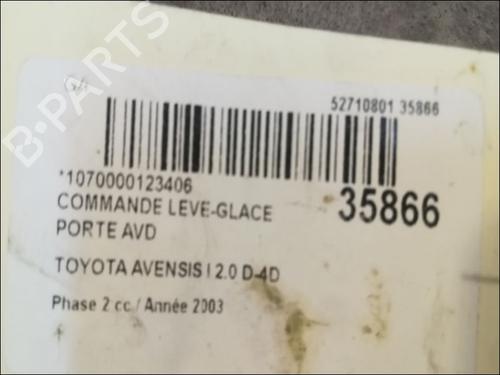 G4
52710801 35866
*1070000123406
COMMANDE LEVE-GLACE
PORTE AVD
35866
TOYOTA AVENSIS I 2.0 D-4D
Phase 2 cc / Année 2003
B-PARTS